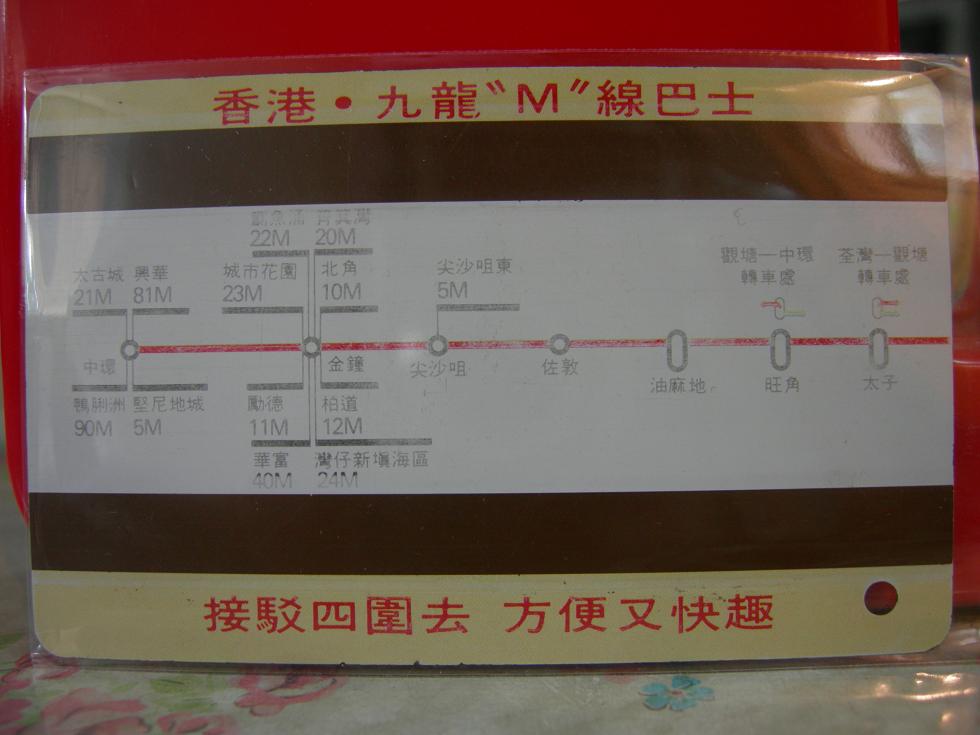 香港•九龍"M"線巴士
鰂魚涌 筲箕灣
22M 20M
太古城 興華 城市花園 北角 尖沙咀東 觀塘—中環 荃灣—觀塘
21M 81M 23M 10M 5M 轉車處 轉車處
中環 金鐘 尖沙咀 佐敦 油麻地 旺角 太子
鴨脷洲 堅尼地城 勵德 柏道
90M 5M 11M 12M
華富 灣仔新塡海區
40M 24M
接駁四圍去 方便又快趣